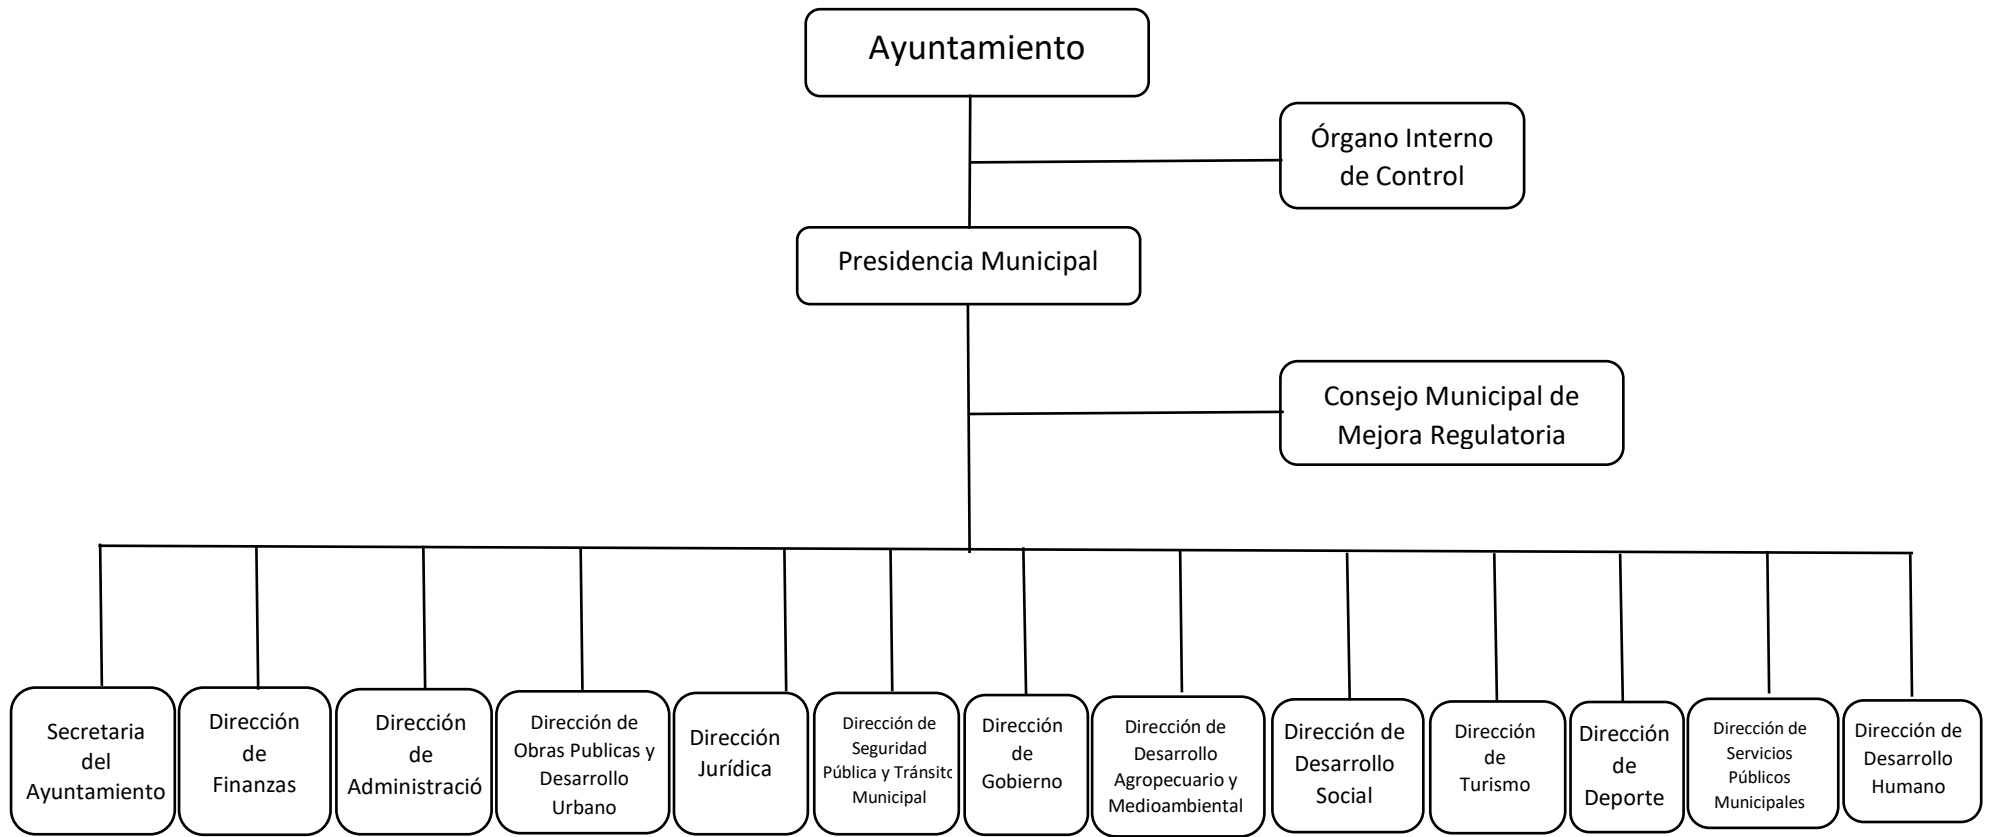 Ayuntamiento
Órgano Interno
de Control
Presidencia Municipal
Consejo Municipal de
Mejora Regulatoria
Secretaria
del
Ayuntamiento
Dirección
de
Finanzas
Dirección
de
Administració
Dirección de
Obras Publicas y
Desarrollo
Urbano
Dirección
Jurídica
Dirección de
Seguridad
Pública y Tránsito
Municipal
Dirección
de
Gobierno
Dirección de
Desarrollo
Agropecuario y
Medioambiental
Dirección de
Desarrollo
Social
Dirección
de
Turismo
Dirección
de
Deporte
Dirección de
Servicios
Públicos
Municipales
Dirección de
Desarrollo
Humano